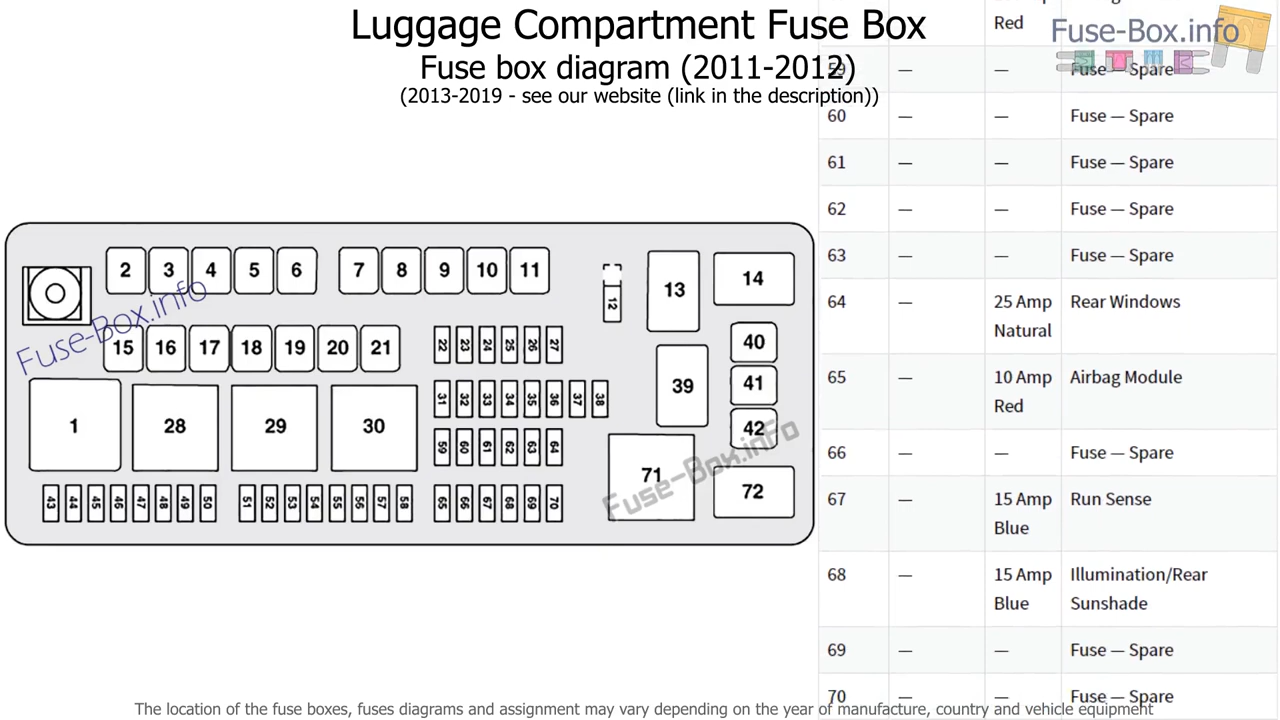 Luggage Compartment Fuse Box
Fuse box diagram (2011-2012)
(2013-2019 - see our website (link in the description))
Fuse-Box.info
Red
59 — — Fuse — Spare
60 — — Fuse — Spare
61 — — Fuse — Spare
62 — — Fuse — Spare
63 — — Fuse — Spare
64 — 25 Amp Rear Windows
Natural
65 — 10 Amp Airbag Module
Red
66 — — Fuse — Spare
67 — 15 Amp Run Sense
Blue
68 — 15 Amp Illumination/Rear
Blue Sunshade
69 — — Fuse — Spare
70 — — Fuse — Spare
2 3 4 5 6 7 8 9 10 11
12 13 14
Fuse-Box.info
15 16 17 18 19 20 21
22 23 24 25 26 27
40
39 41
31 32 33 34 35 36 37 38
42
1 28 29 30
59 60 61 62 63 64
71 72
Fuse-Box.info
43 44 45 46 47 48 49 50
51 52 53 54 55 56 57 58
65 66 67 68 69 70
The location of the fuse boxes, fuses diagrams and assignment may vary depending on the year of manufacture, country and vehicle equipment